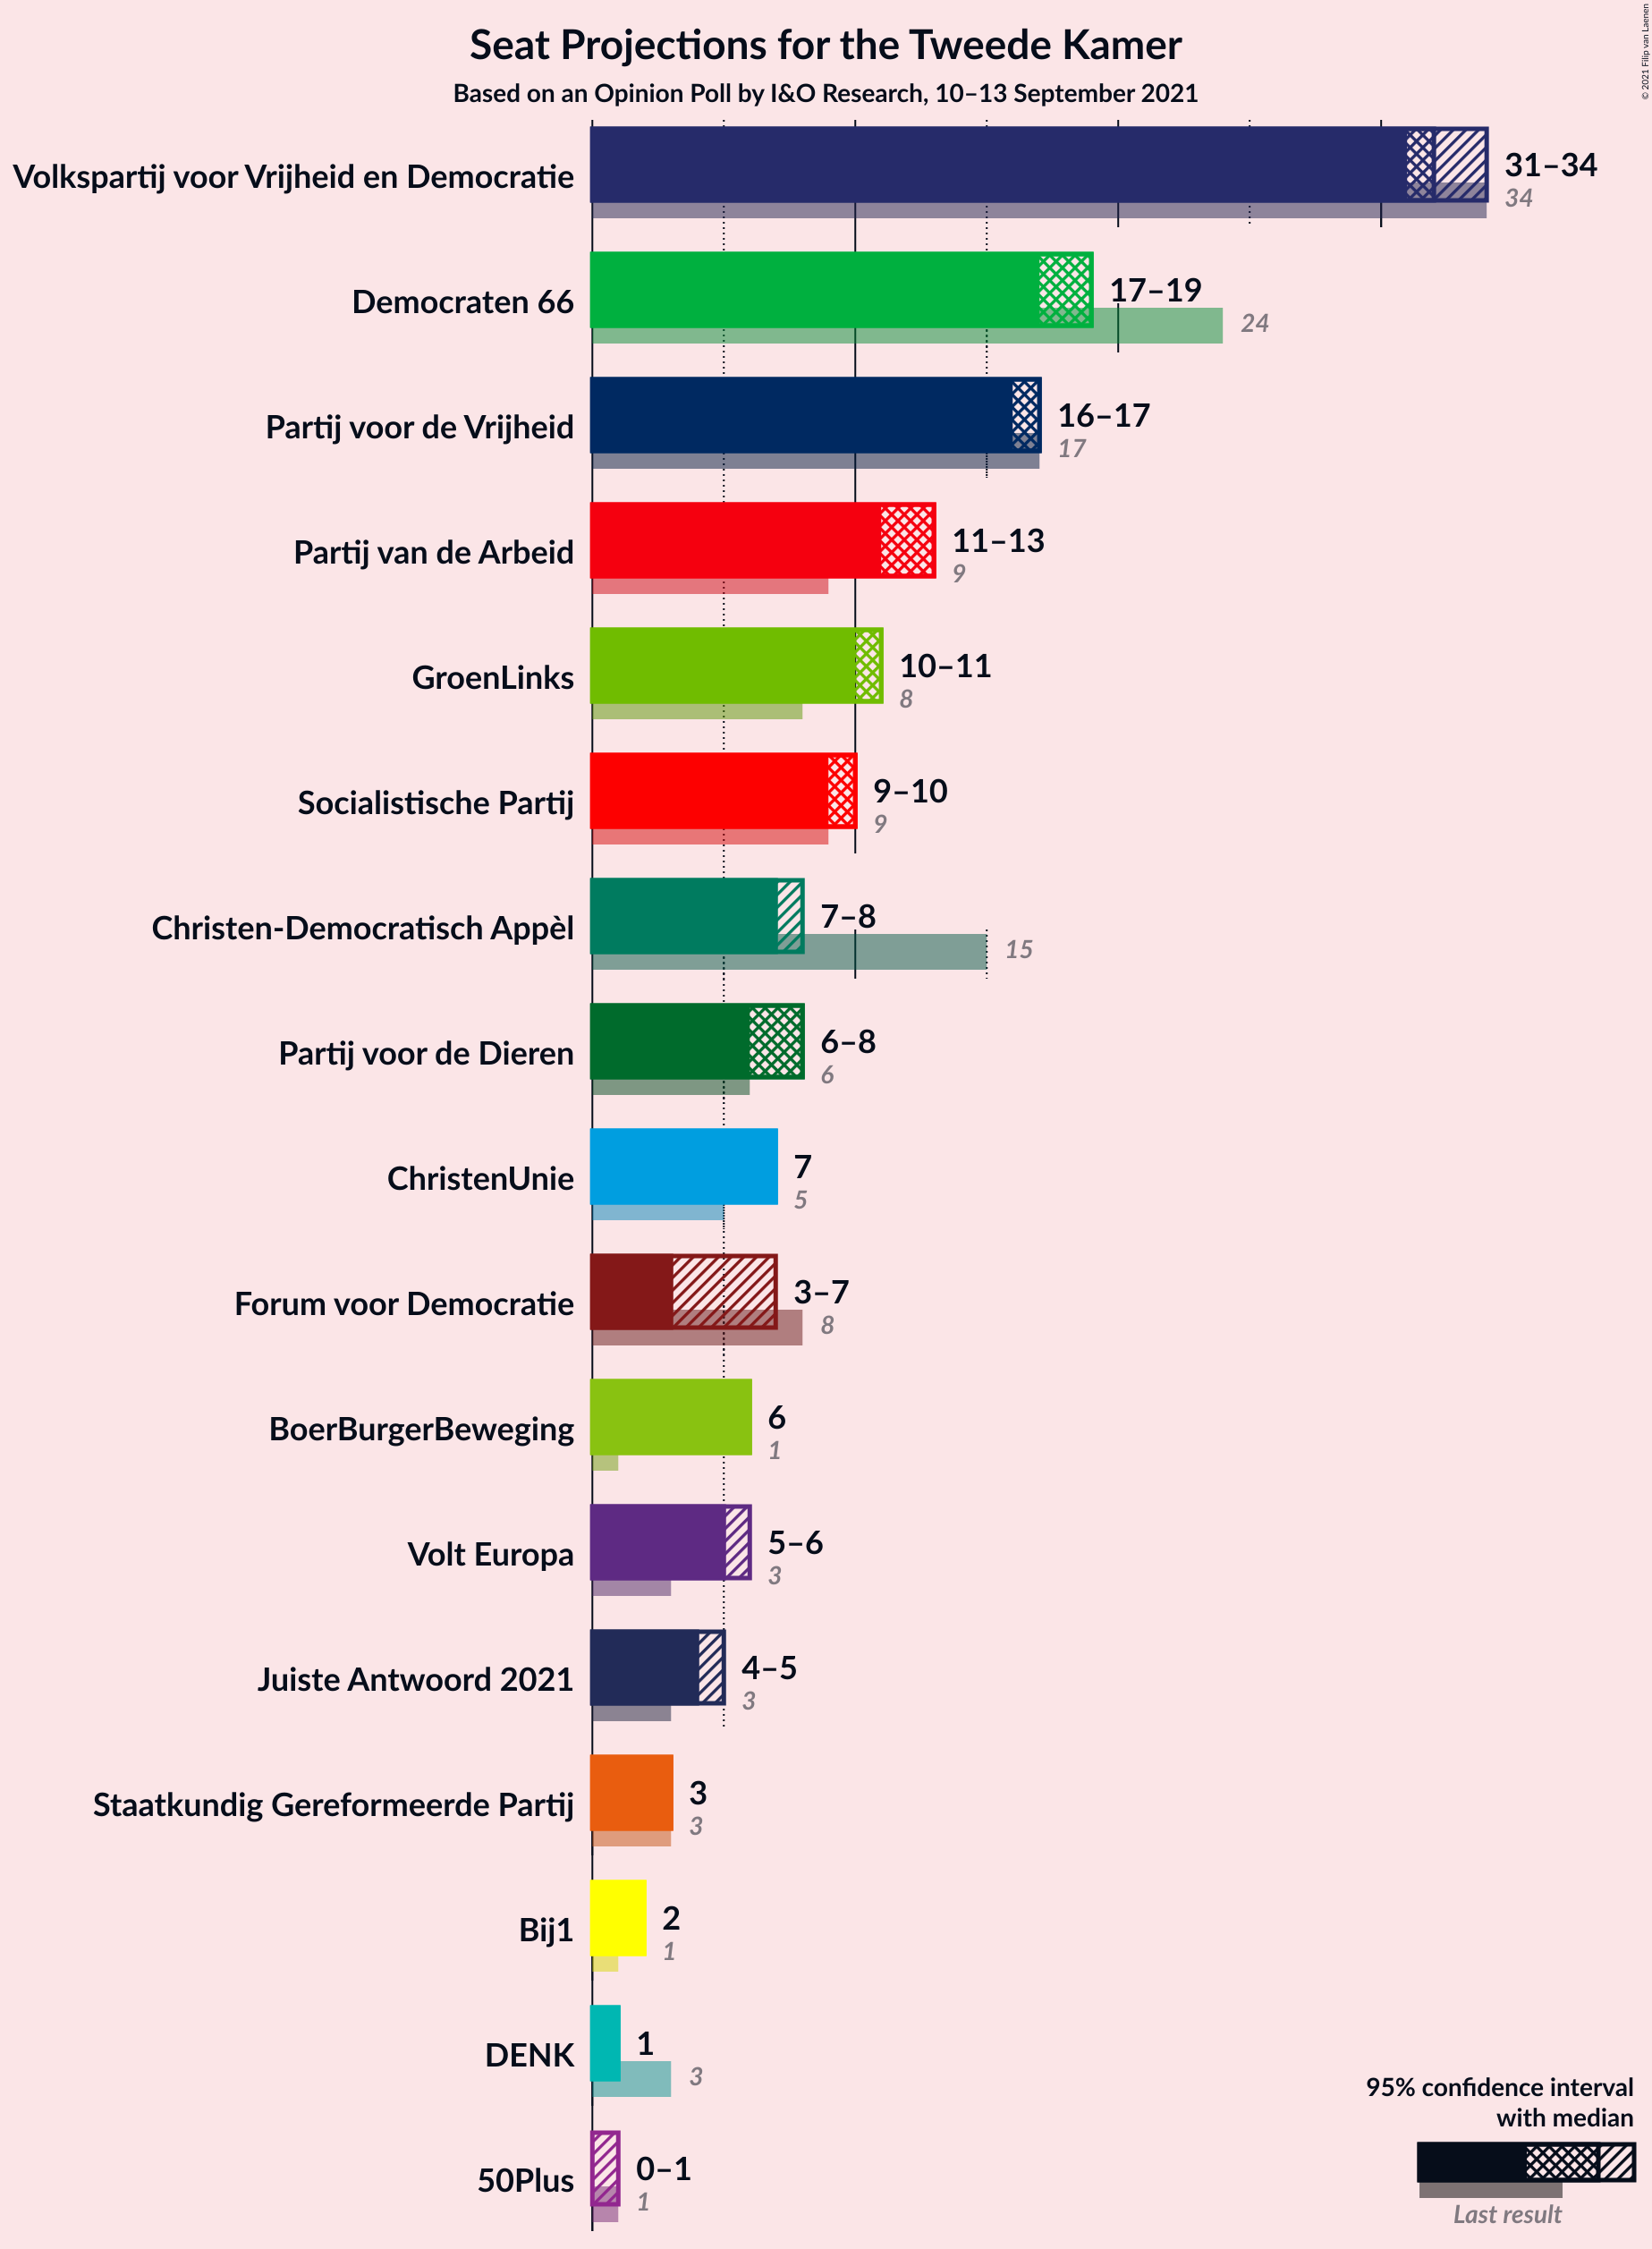 Seat Projections for the Tweede Kamer
Based on an Opinion Poll by I&O Research, 10–13 September 2021
© 2021 Filip van Laenen
Volkspartij voor Vrijheid en Democratie
31–34
34
Democraten 66
17–19
24
Partij voor de Vrijheid
16–17
17
Partij van de Arbeid
11–13
9
GroenLinks
10–11
8
Socialistische Partij
9–10
9
Christen-Democratisch Appèl
7–8
15
Partij voor de Dieren
6–8
6
ChristenUnie
7
5
Forum voor Democratie
3–7
8
BoerBurgerBeweging
6
1
Volt Europa
5–6
3
Juiste Antwoord 2021
4–5
3
Staatkundig Gereformeerde Partij
3
3
Bij1
2
1
DENK
1
3
50Plus
0–1
1
95% confidence interval
with median
Last result